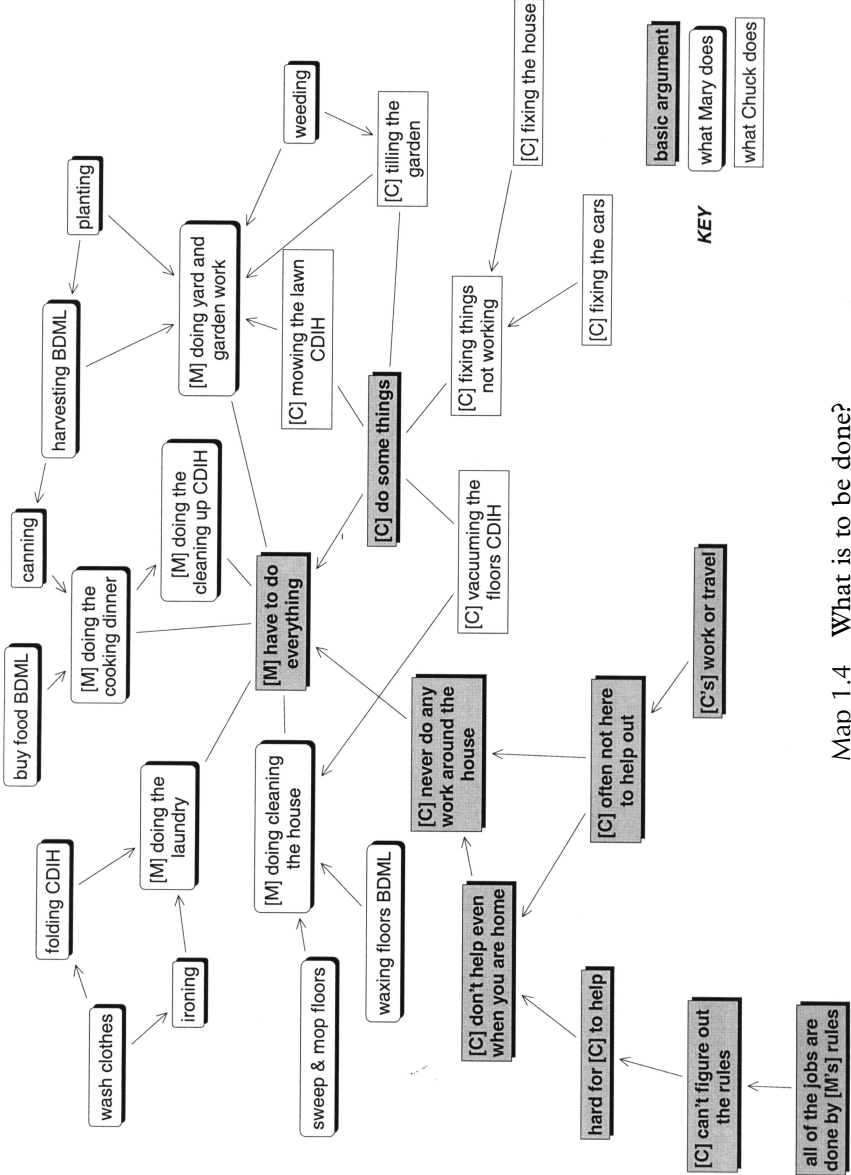 buy food BDML
canning
harvesting BDML
planting
weeding
folding CDIH
wash clothes
ironing
[M] doing the
laundry
[M] doing the
cooking dinner
[M] doing the
cleaning up CDIH
[M] doing yard and
garden work
[C] tilling the
garden
[C] mowing the lawn
CDIH
sweep & mop floors
[M] doing cleaning
the house
waxing floors BDML
[M] have to do
everything
[C] do some things
[C] vacuuming the
floors CDIH
[C] fixing things
not working
[C] fixing the house
[C] fixing the cars
[C] never do any
work around the
house
[C] don't help even
when you are home
[C] often not here
to help out
[C's] work or travel
hard for [C] to help
[C] can't figure out
the rules
all of the jobs are
done by [M's] rules
KEY
basic argument
what Mary does
what Chuck does
Map 1.4 What is to be done?